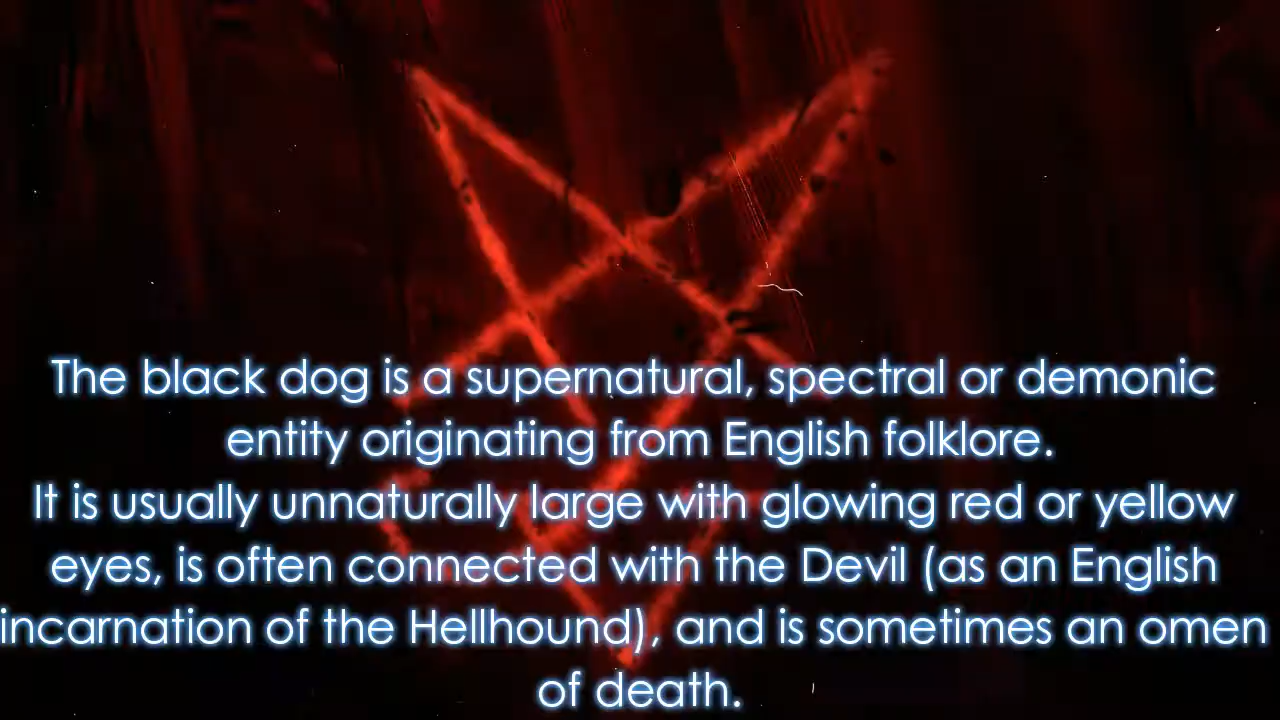 The black dog is a supernatural, spectral or demonic
entity originating from English folklore.
It is usually unnaturally large with glowing red or yellow
eyes, is often connected with the Devil (as an English
incarnation of the Hellhound), and is sometimes an omen
of death.